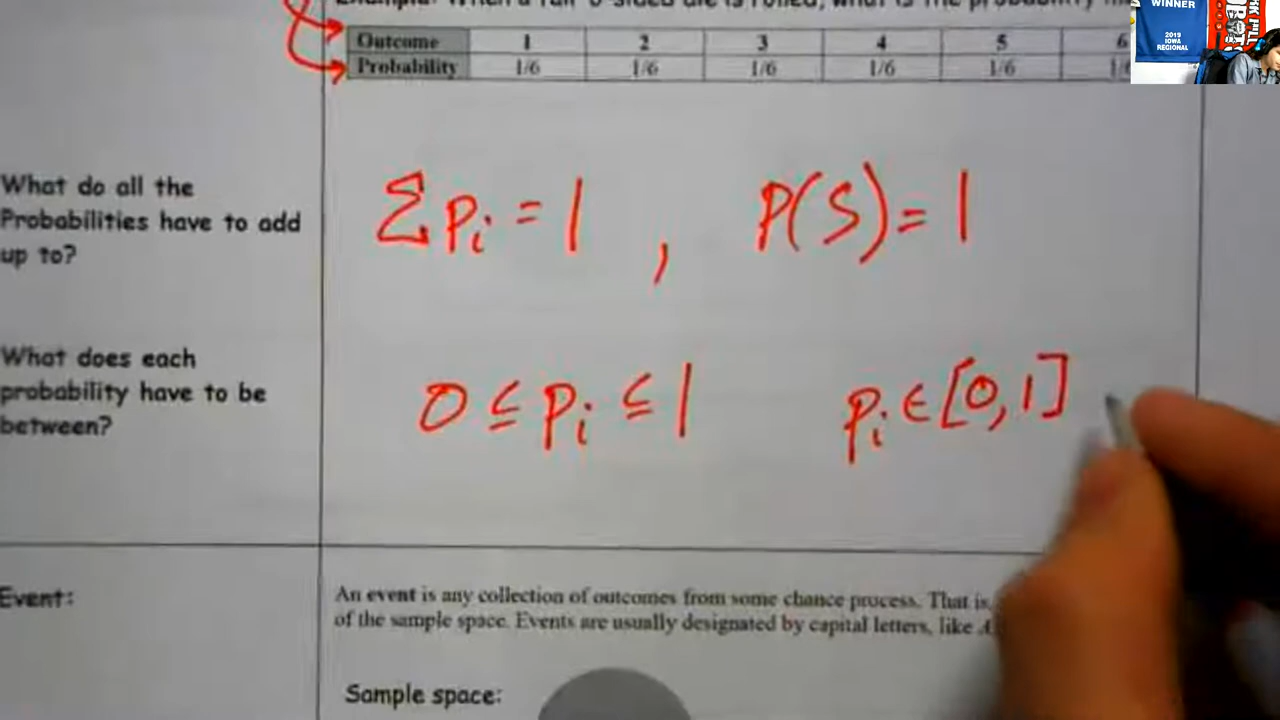 Example: When a fair 6-sided die is rolled, what is the probability
Outcome 1 2 3 4 5 6
Probability 1/6 1/6 1/6 1/6 1/6
WINNER
2019
IOWA
REGIONAL
What do all the
Probabilities have to add
up to?
Σpᵢ = 1 , P(S) = 1
What does each
probability have to be
between?
0 ≤ pᵢ ≤ 1 pᵢ ∈ [0,1]
Event:
An event is any collection of outcomes from some chance process. That is,
of the sample space. Events are usually designated by capital letters, like A
Sample space: